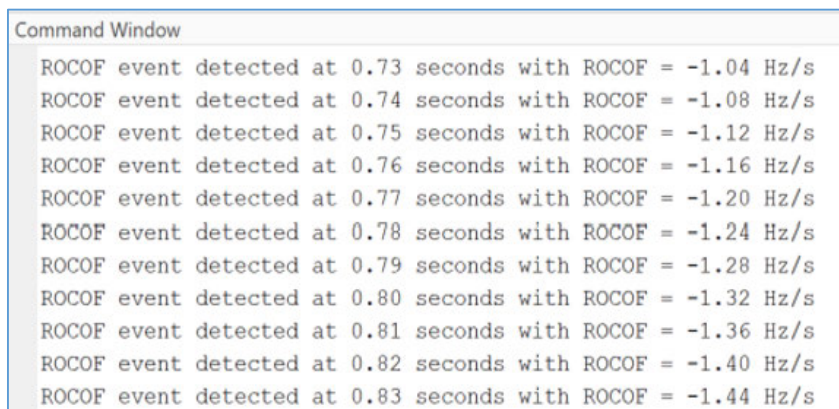 Command Window
ROCOF event detected at 0.73 seconds with ROCOF = -1.04 Hz/s
ROCOF event detected at 0.74 seconds with ROCOF = -1.08 Hz/s
ROCOF event detected at 0.75 seconds with ROCOF = -1.12 Hz/s
ROCOF event detected at 0.76 seconds with ROCOF = -1.16 Hz/s
ROCOF event detected at 0.77 seconds with ROCOF = -1.20 Hz/s
ROCOF event detected at 0.78 seconds with ROCOF = -1.24 Hz/s
ROCOF event detected at 0.79 seconds with ROCOF = -1.28 Hz/s
ROCOF event detected at 0.80 seconds with ROCOF = -1.32 Hz/s
ROCOF event detected at 0.81 seconds with ROCOF = -1.36 Hz/s
ROCOF event detected at 0.82 seconds with ROCOF = -1.40 Hz/s
ROCOF event detected at 0.83 seconds with ROCOF = -1.44 Hz/s